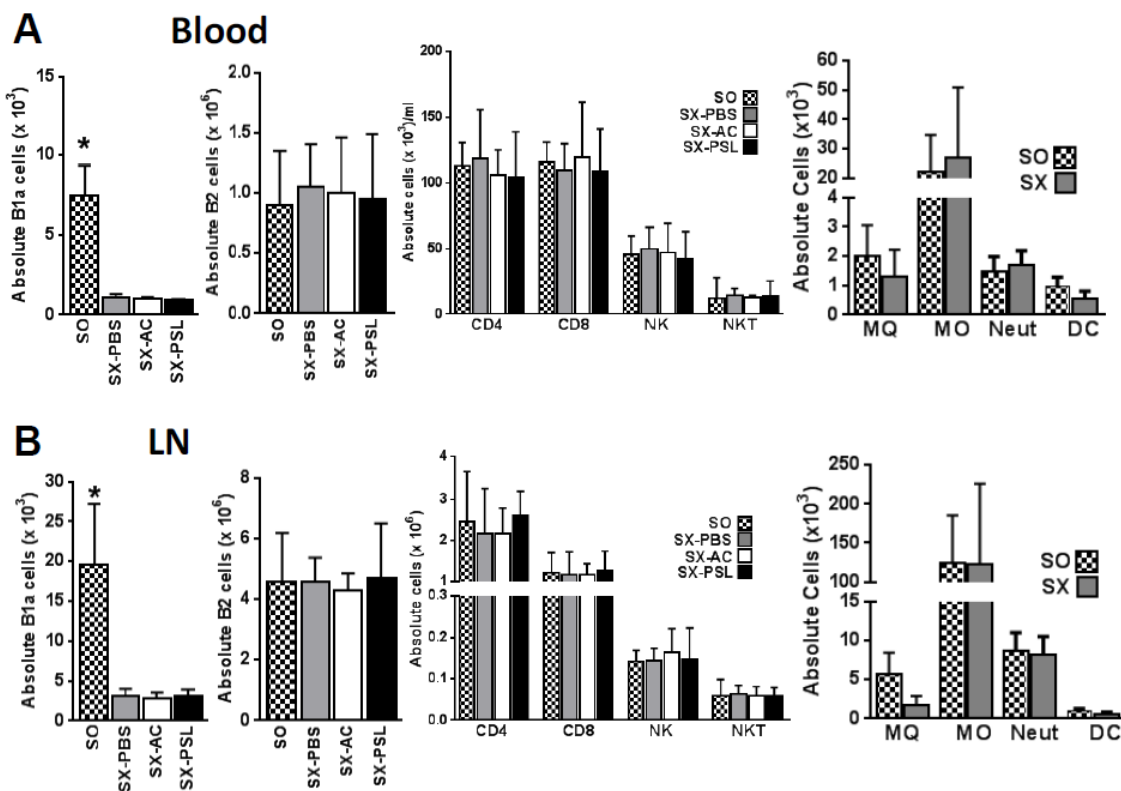 A
Blood
Absolute B1a cells (x 10³)
15
10
5
0
SO
SX-PBS
SX-AC
SX-PSL
*
Absolute B2 cells (x 10⁶)
2.0
1.5
1.0
0.5
0.0
SO
SX-PBS
SX-AC
SX-PSL
Absolute cells (x 10³)/ml
200
150
100
50
0
CD4
CD8
NK
NKT
SO
SX-PBS
SX-AC
SX-PSL
Absolute Cells (x10³)
60
50
40
30
20
4
3
2
1
0
MQ
MO
Neut
DC
SO
SX
B
LN
Absolute B1a cells (x 10³)
30
25
20
15
10
5
0
SO
SX-PBS
SX-AC
SX-PSL
*
Absolute B2 cells (x 10⁶)
8
6
4
2
0
SO
SX-PBS
SX-AC
SX-PSL
Absolute cells (x 10⁶)
4
3
2
1
0.3
0.2
0.1
0.0
CD4
CD8
NK
NKT
SO
SX-PBS
SX-AC
SX-PSL
Absolute Cells (x10³)
250
200
150
100
15
10
5
0
MQ
MO
Neut
DC
SO
SX